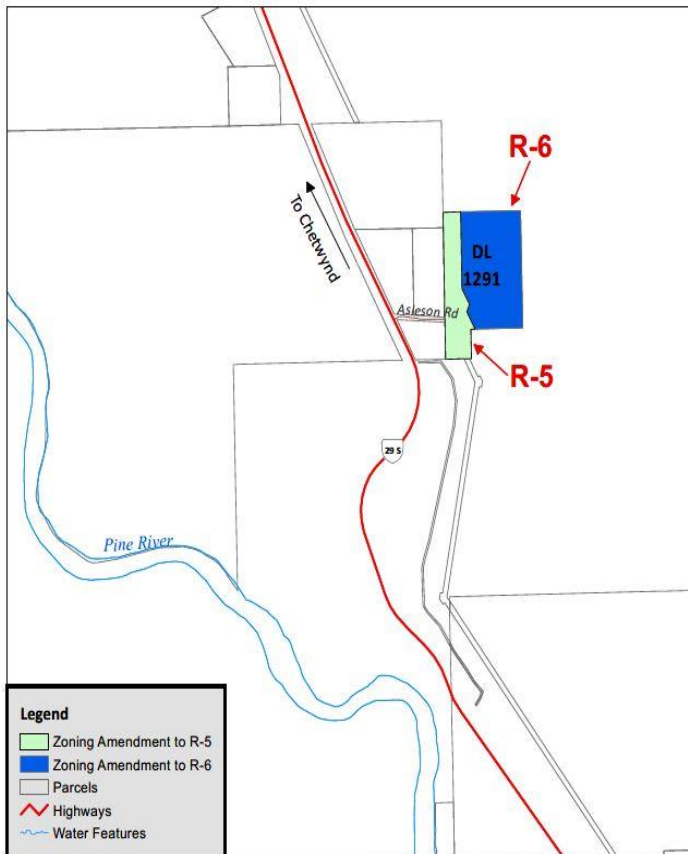 R-6
To Chetwynd
DL
1291
Asleson Rd
R-5
29 S
Pine River
Legend
Zoning Amendment to R-5
Zoning Amendment to R-6
Parcels
Highways
Water Features